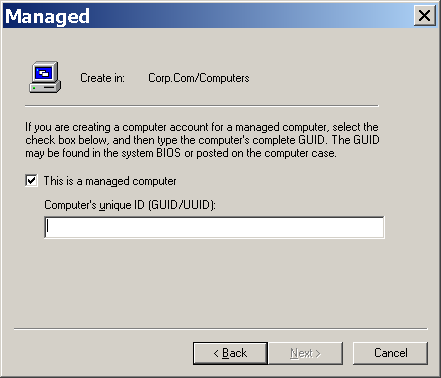 Managed
Create in: Corp.Com/Computers
If you are creating a computer account for a managed computer, select the
check box below, and then type the computer's complete GUID. The GUID
may be found in the system BIOS or posted on the computer case.
This is a managed computer
Computer's unique ID (GUID/UUID):
< Back Next > Cancel